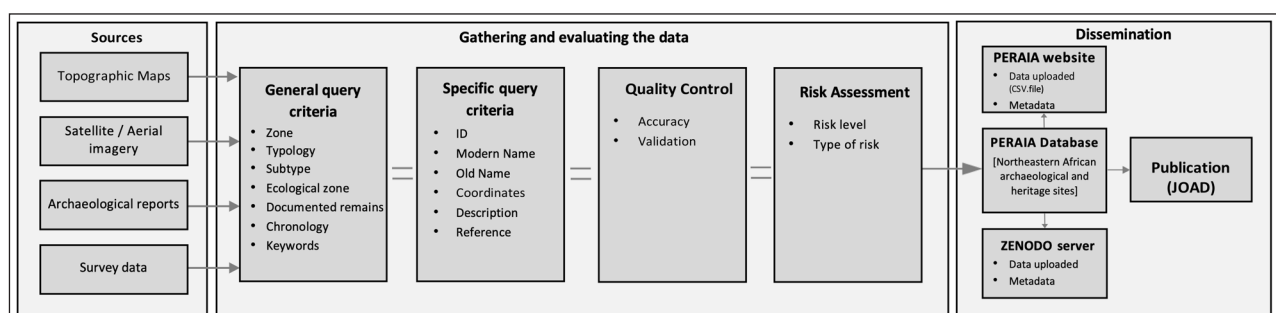 Sources
Topographic Maps
Satellite / Aerial
imagery
Archaeological reports
Survey data
Gathering and evaluating the data
General query
criteria
• Zone
• Typology
• Subtype
• Ecological zone
• Documented remains
• Chronology
• Keywords
Specific query
criteria
• ID
• Modern Name
• Old Name
• Coordinates
• Description
• Reference
Quality Control
• Accuracy
• Validation
Risk Assessment
• Risk level
• Type of risk
Dissemination
PERAIA website
• Data uploaded
(CSV.file)
• Metadata
PERAIA Database
[Northeastern African
archaeological and
heritage sites]
ZENODO server
• Data uploaded
• Metadata
Publication
(JOAD)